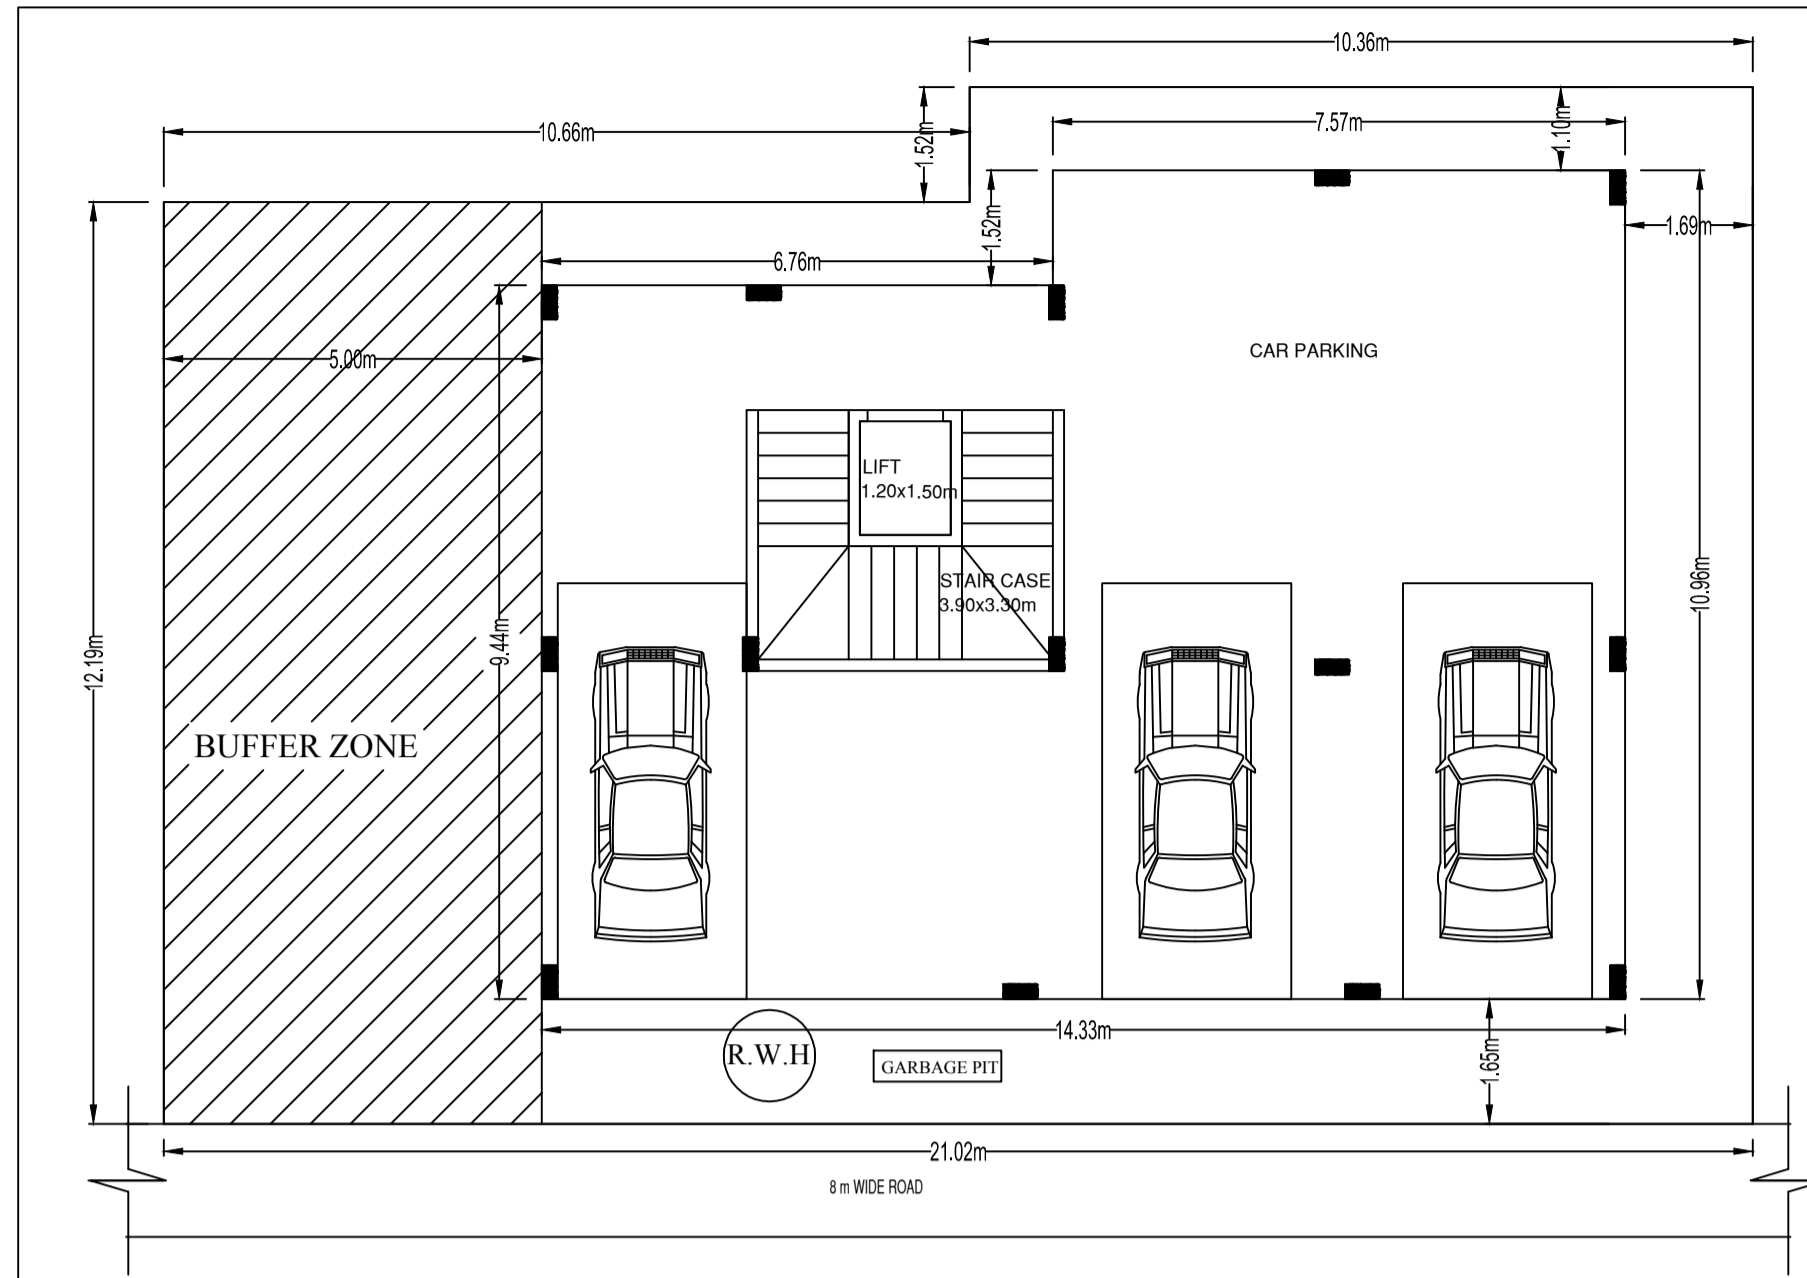 10.36m
10.66m
1.52m
7.57m
1.10m
1.52m
1.69m
6.76m
5.00m
CAR PARKING
LIFT
1.20x1.50m
STAIR CASE
3.90x3.30m
12.19m
9.44m
10.96m
BUFFER ZONE
14.33m
R.W.H
GARBAGE PIT
1.65m
21.02m
8 m WIDE ROAD